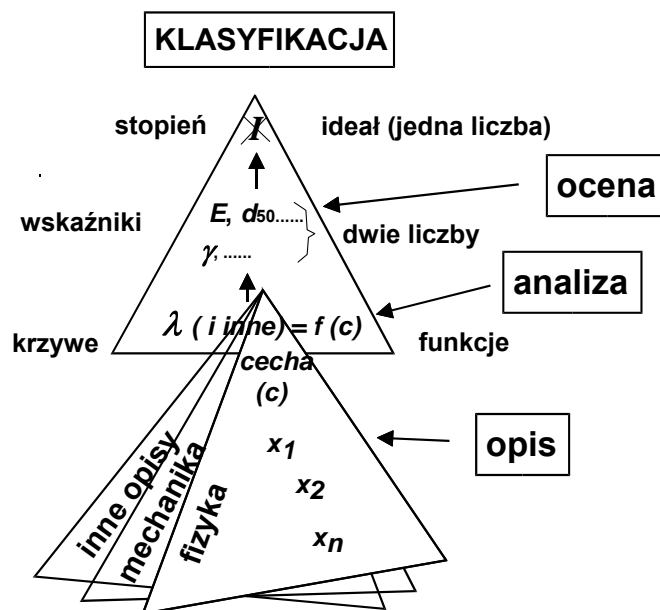 KLASYFIKACJA
stopień
I
ideał (jedna liczba)
ocena
wskaźniki
E, d50......
γ, ......
dwie liczby
analiza
krzywe
λ ( i inne) = f (c)
funkcje
cecha
(c)
opis
inne opisy
mechanika
fizyka
x1
x2
xn